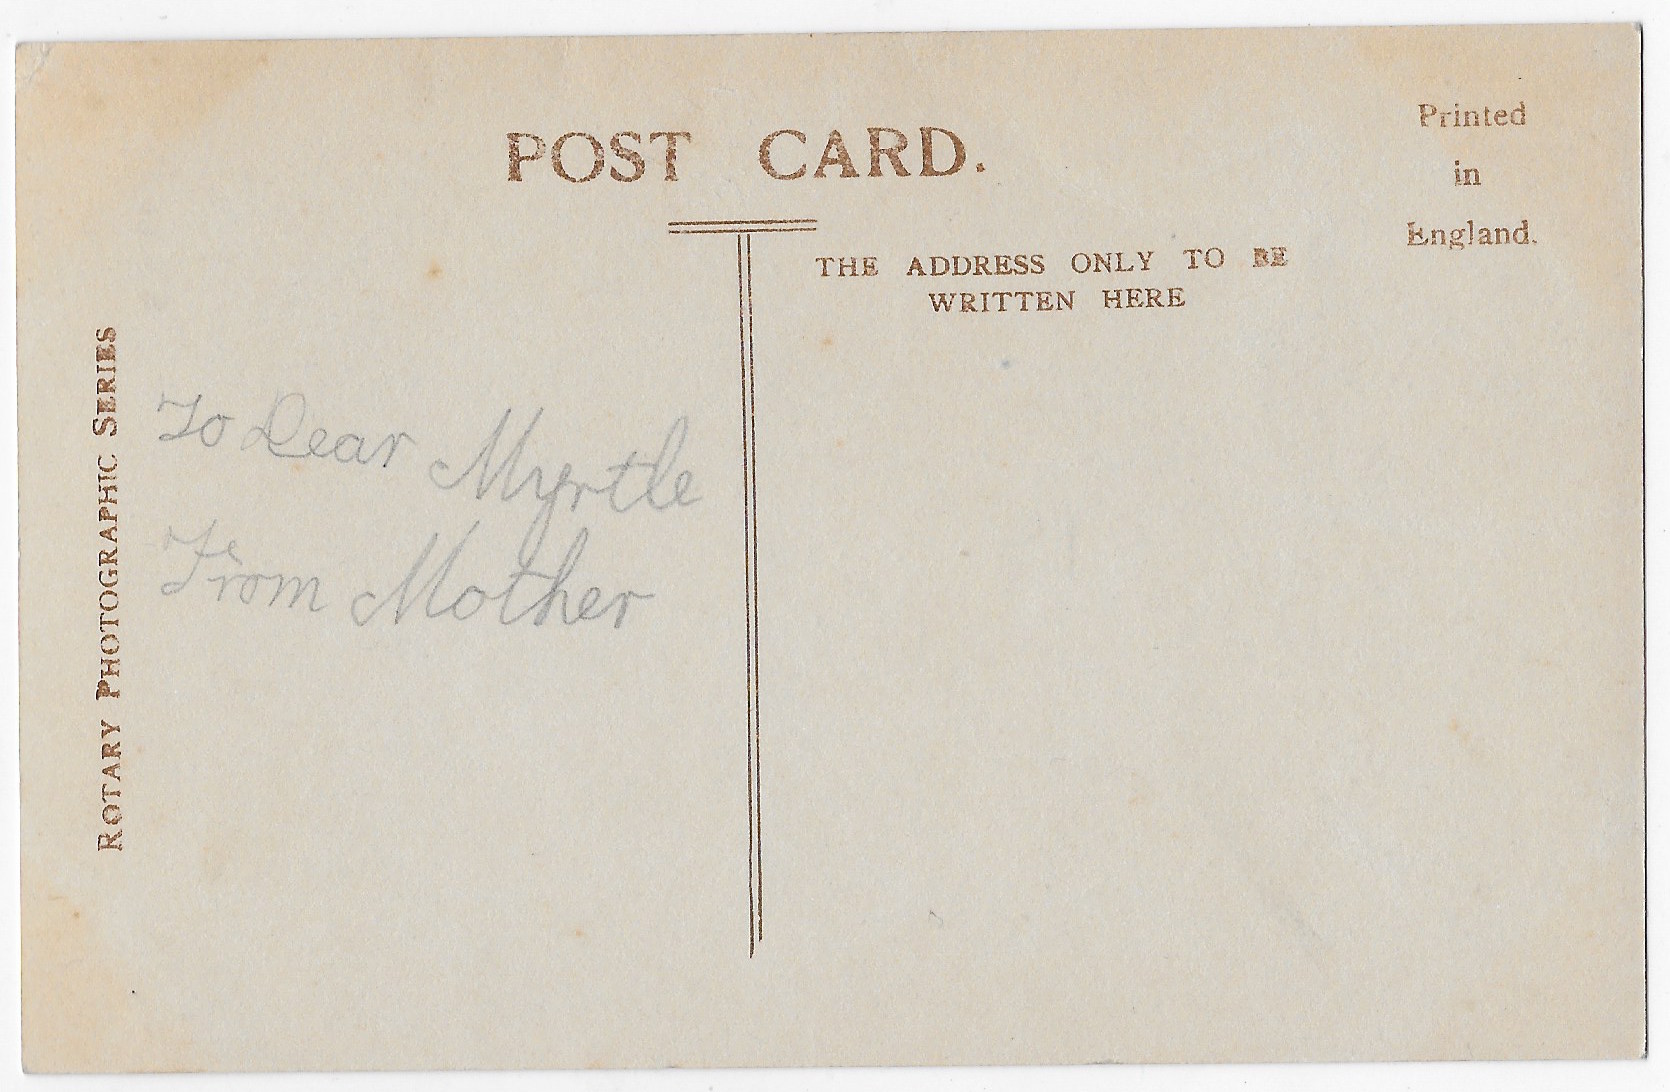 POST CARD.
Printed
in
England.
THE ADDRESS ONLY TO BE
WRITTEN HERE
ROTARY PHOTOGRAPHIC SERIES
To Dear Myrtle
From Mother